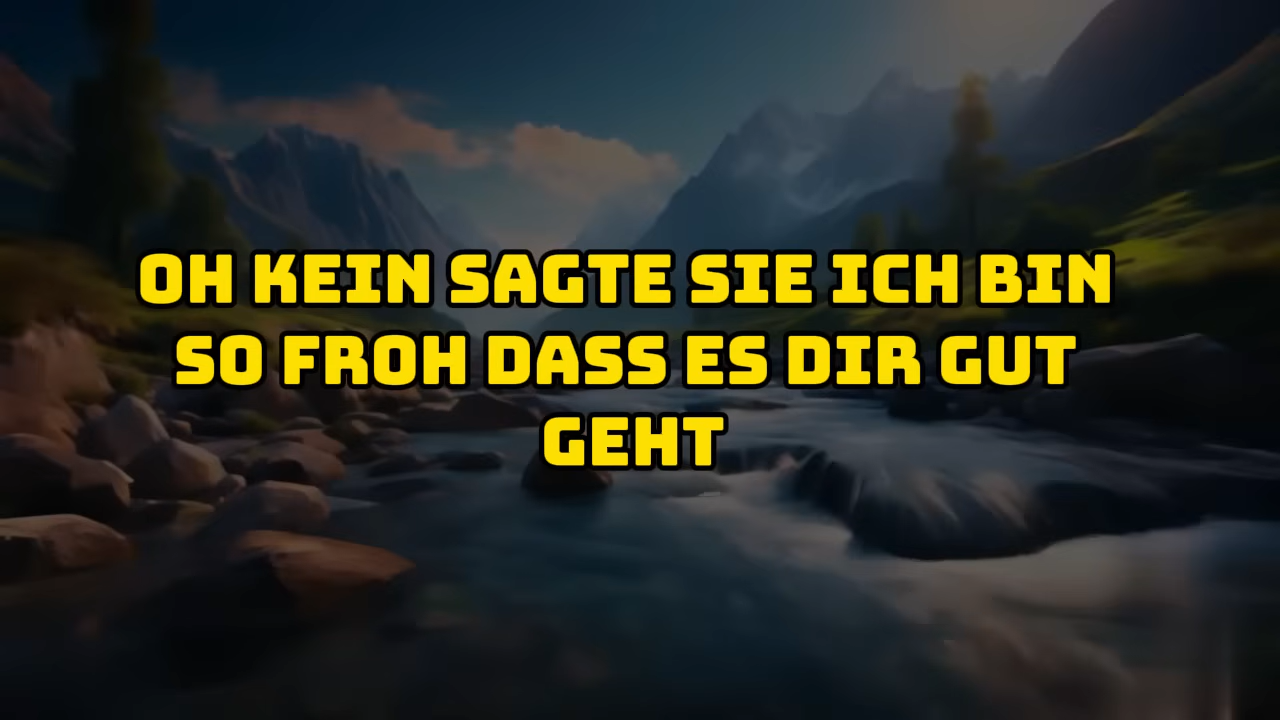 OH KEIN SAGTE SIE ICH BIN
SO FROH DASS ES DIR GUT
GEHT